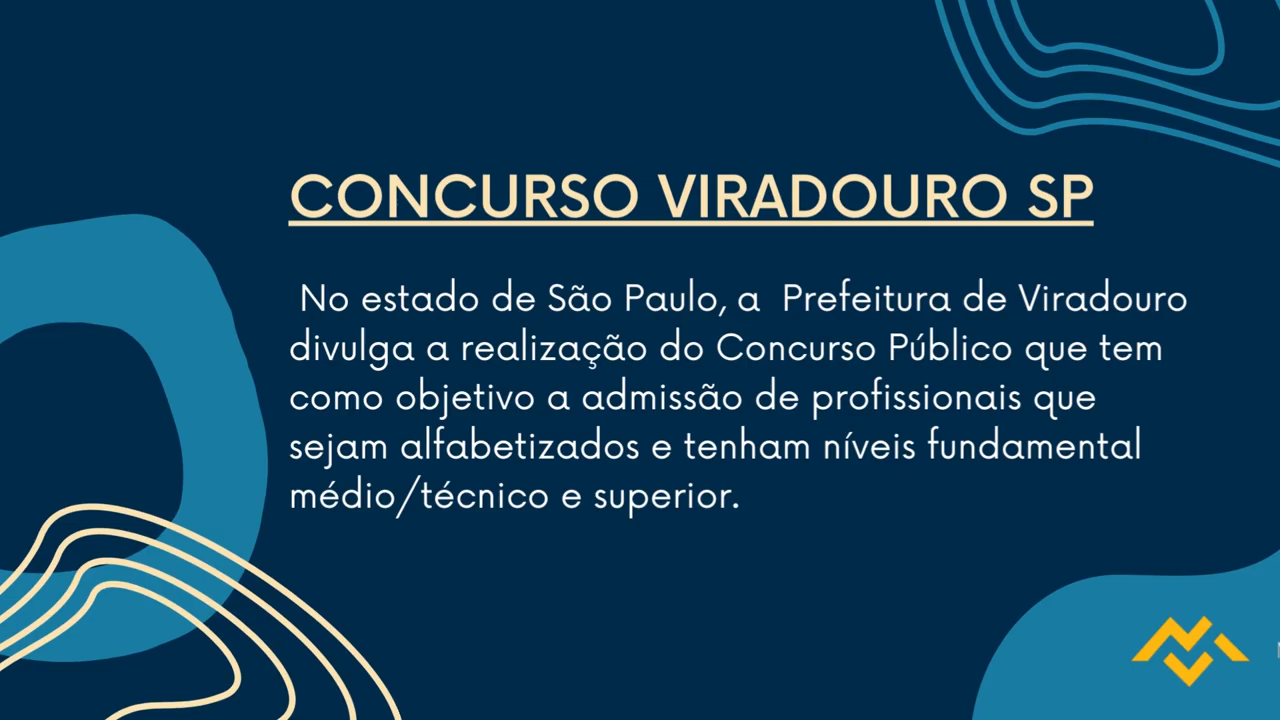 CONCURSO VIRADOURO SP
No estado de São Paulo, a Prefeitura de Viradouro
divulga a realização do Concurso Público que tem
como objetivo a admissão de profissionais que
sejam alfabetizados e tenham níveis fundamental
médio/técnico e superior.